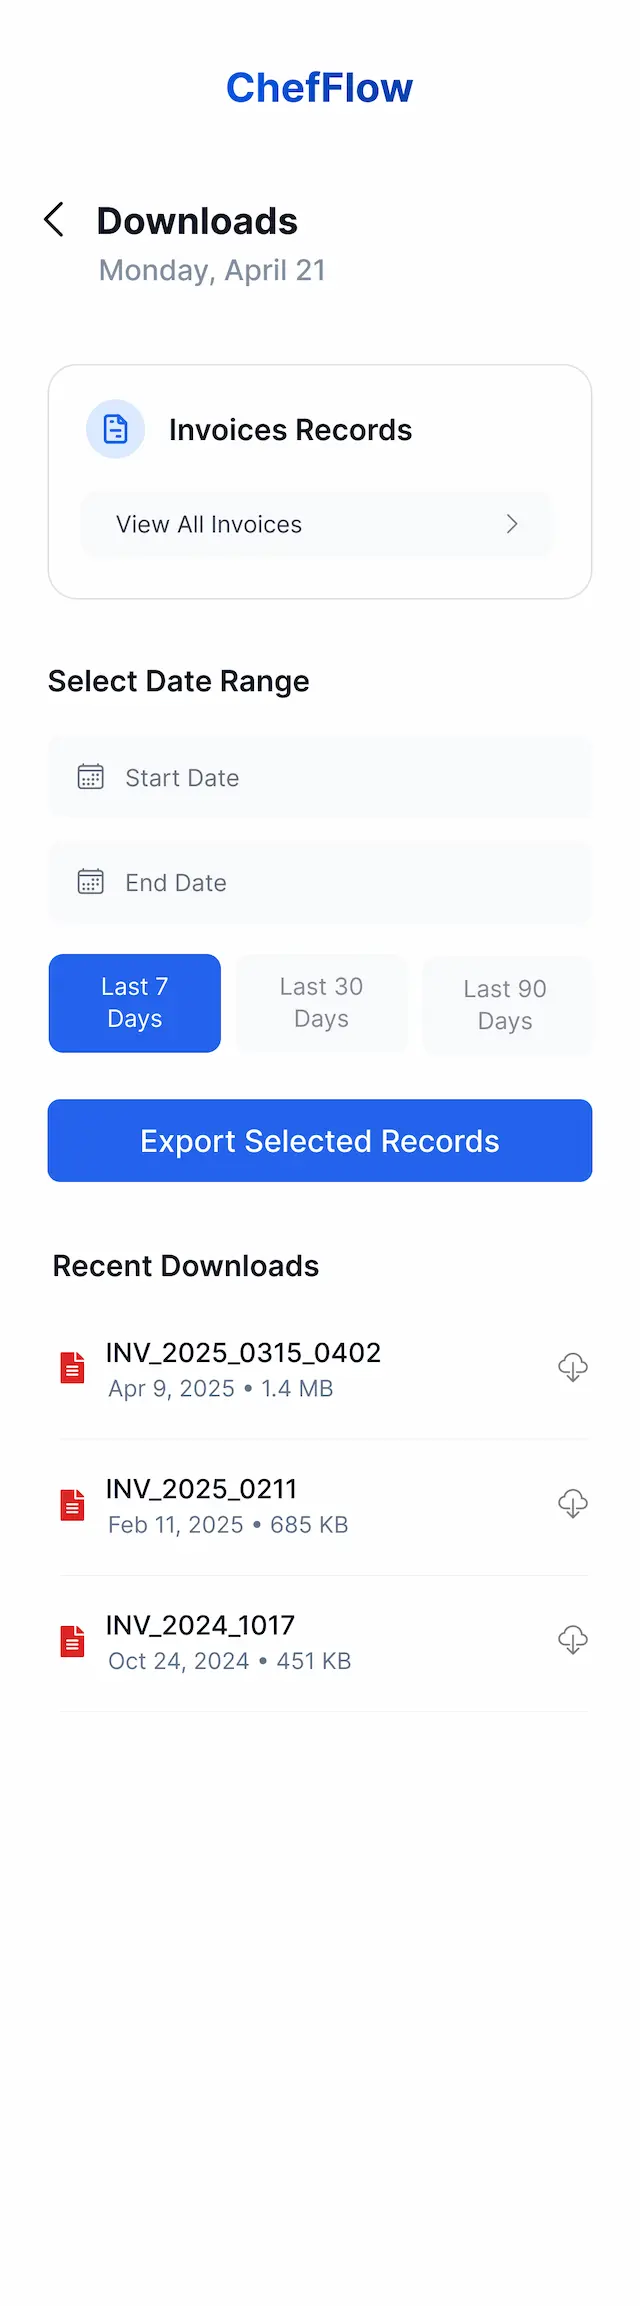 ChefFlow
Downloads
Monday, April 21
Invoices Records
View All Invoices
Select Date Range
Start Date
End Date
Last 7
Days
Last 30
Days
Last 90
Days
Export Selected Records
Recent Downloads
INV_2025_0315_0402
Apr 9, 2025 • 1.4 MB
INV_2025_0211
Feb 11, 2025 • 685 KB
INV_2024_1017
Oct 24, 2024 • 451 KB